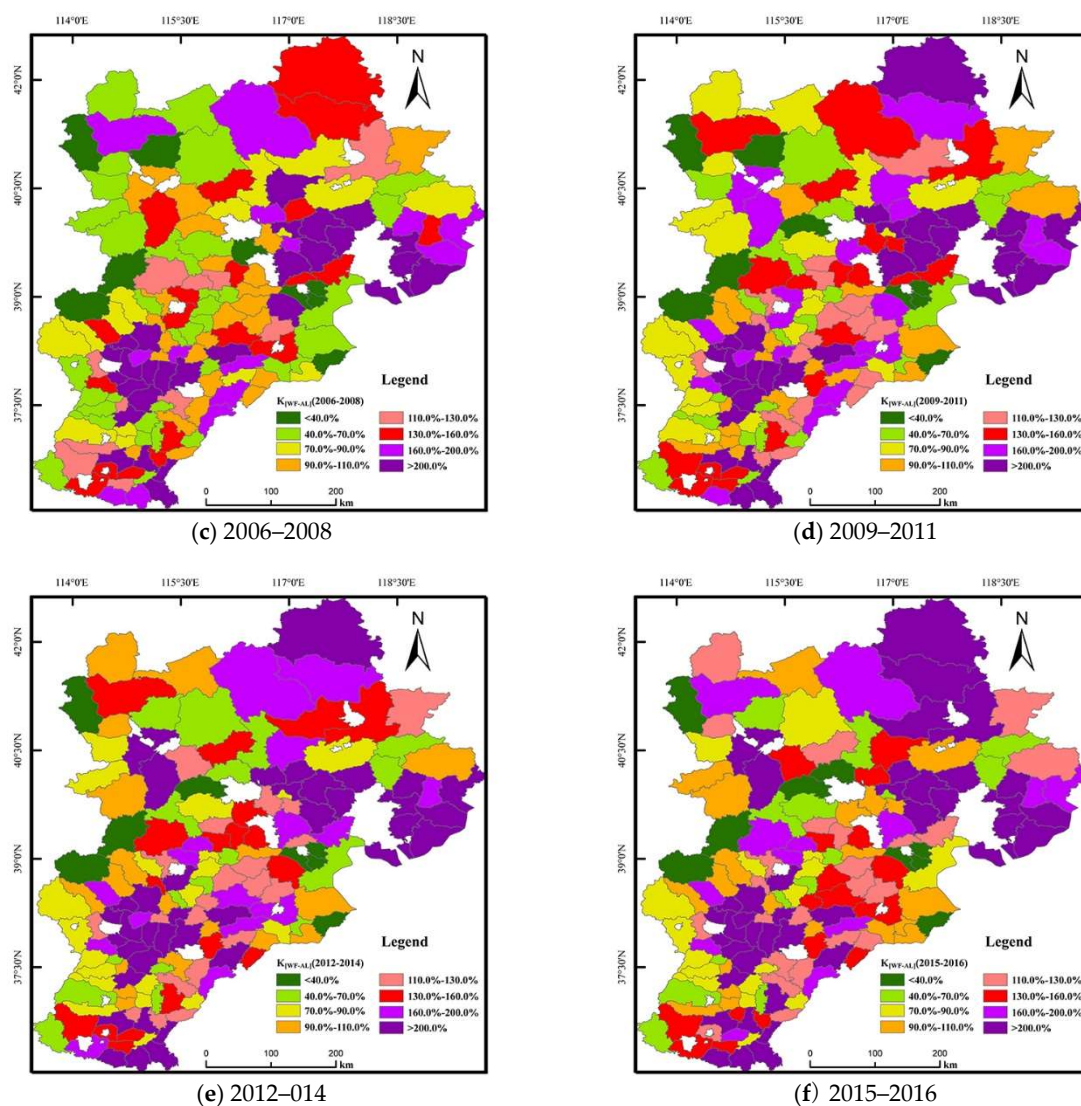 114°0'E 115°30'E 117°0'E 118°30'E
42°0'N
40°30'N
39°0'N
37°30'N
N
Legend
K[WF-AL](2006-2008)
<40.0%
40.0%-70.0%
70.0%-90.0%
90.0%-110.0%
110.0%-130.0%
130.0%-160.0%
160.0%-200.0%
>200.0%
0 100 200
km
(c) 2006–2008
114°0'E 115°30'E 117°0'E 118°30'E
42°0'N
40°30'N
39°0'N
37°30'N
N
Legend
K[WF-AL](2009-2011)
<40.0%
40.0%-70.0%
70.0%-90.0%
90.0%-110.0%
110.0%-130.0%
130.0%-160.0%
160.0%-200.0%
>200.0%
0 100 200
km
(d) 2009–2011
114°0'E 115°30'E 117°0'E 118°30'E
42°0'N
40°30'N
39°0'N
37°30'N
N
Legend
K[WF-AL](2012-2014)
<40.0%
40.0%-70.0%
70.0%-90.0%
90.0%-110.0%
110.0%-130.0%
130.0%-160.0%
160.0%-200.0%
>200.0%
0 100 200
km
(e) 2012–014
114°0'E 115°30'E 117°0'E 118°30'E
42°0'N
40°30'N
39°0'N
37°30'N
N
Legend
K[WF-AL](2015-2016)
<40.0%
40.0%-70.0%
70.0%-90.0%
90.0%-110.0%
110.0%-130.0%
130.0%-160.0%
160.0%-200.0%
>200.0%
0 100 200
km
(f) 2015–2016